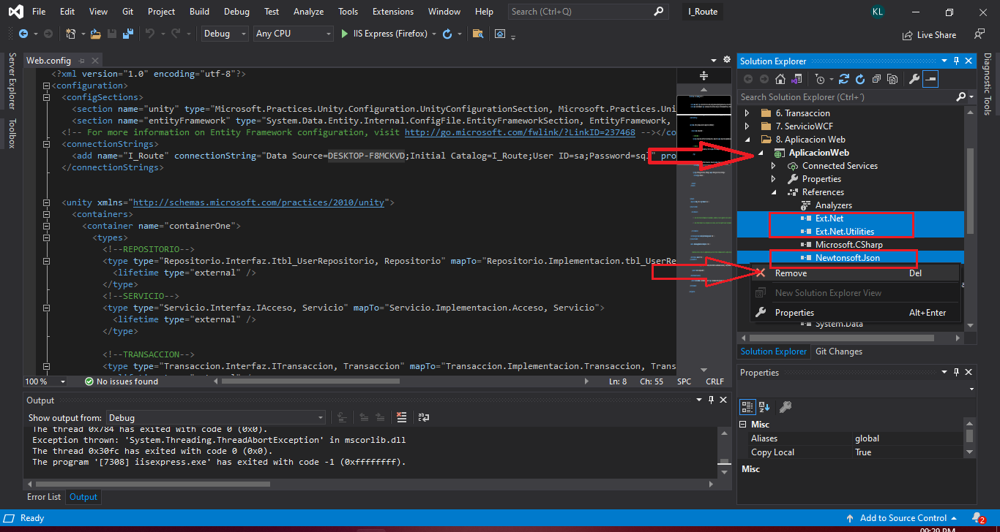 File Edit View Git Project Build Debug Test Analyze Tools Extensions Window Help Search (Ctrl+Q) I_Route KL
Debug Any CPU IIS Express (Firefox) Live Share
Server Explorer
Toolbox
Web.config
<?xml version="1.0" encoding="utf-8"?>
<configuration>
<configSections>
<section name="unity" type="Microsoft.Practices.Unity.Configuration.UnityConfigurationSection, Microsoft.Practices.Uni
<section name="entityFramework" type="System.Data.Entity.Internal.ConfigFile.EntityFrameworkSection, EntityFramework,
<!-- For more information on Entity Framework configuration, visit http://go.microsoft.com/fwlink/?LinkID=237468 --></co
<connectionStrings>
<add name="I_Route" connectionString="Data Source=DESKTOP-F8MCKVD;Initial Catalog=I_Route;User ID=sa;Password=sql" pro
</connectionStrings>
<unity xmlns="http://schemas.microsoft.com/practices/2010/unity">
<containers>
<container name="containerOne">
<types>
<!--REPOSITORIO-->
<type type="Repositorio.Interfaz.Itbl_UserRepositorio, Repositorio" mapTo="Repositorio.Implementacion.tbl_UserRe
<lifetime type="external" />
</type>
<!--SERVICIO-->
<type type="Servicio.Interfaz.IAcceso, Servicio" mapTo="Servicio.Implementacion.Acceso, Servicio">
<lifetime type="external" />
</type>
<!--TRANSACCION-->
<type type="Transaccion.Interfaz.ITransaccion, Transaccion" mapTo="Transaccion.Implementacion.Transaccion, Trans
100 % No issues found Ln: 8 Ch: 55 SPC CRLF
Output
Show output from: Debug
The thread 0x784 has exited with code 0 (0x0).
Exception thrown: 'System.Threading.ThreadAbortException' in mscorlib.dll
The thread 0x30fc has exited with code 0 (0x0).
The program '[7308] iisexpress.exe' has exited with code -1 (0xffffffff).
Error List Output
Solution Explorer
Search Solution Explorer (Ctrl+´)
6. Transaccion
7. ServicioWCF
8. Aplicacion Web
AplicacionWeb
Connected Services
Properties
References
Analyzers
Ext.Net
Ext.Net.Utilities
Microsoft.CSharp
Newtonsoft.Json
Remove Del
New Solution Explorer View
Properties Alt+Enter
System.Data
Solution Explorer Git Changes
Properties
Misc
Aliases global
Copy Local True
Misc
Diagnostic Tools
Ready Add to Source Control 2
09:29 PM